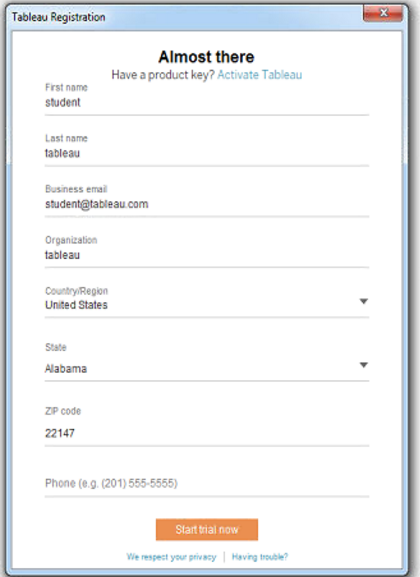 Tableau Registration
Almost there
Have a product key? Activate Tableau
First name
student
Last name
tableau
Business email
student@tableau.com
Organization
tableau
Country/Region
United States
State
Alabama
ZIP code
22147
Phone (e.g. (201) 555-5555)
Start trial now
We respect your privacy | Having trouble?